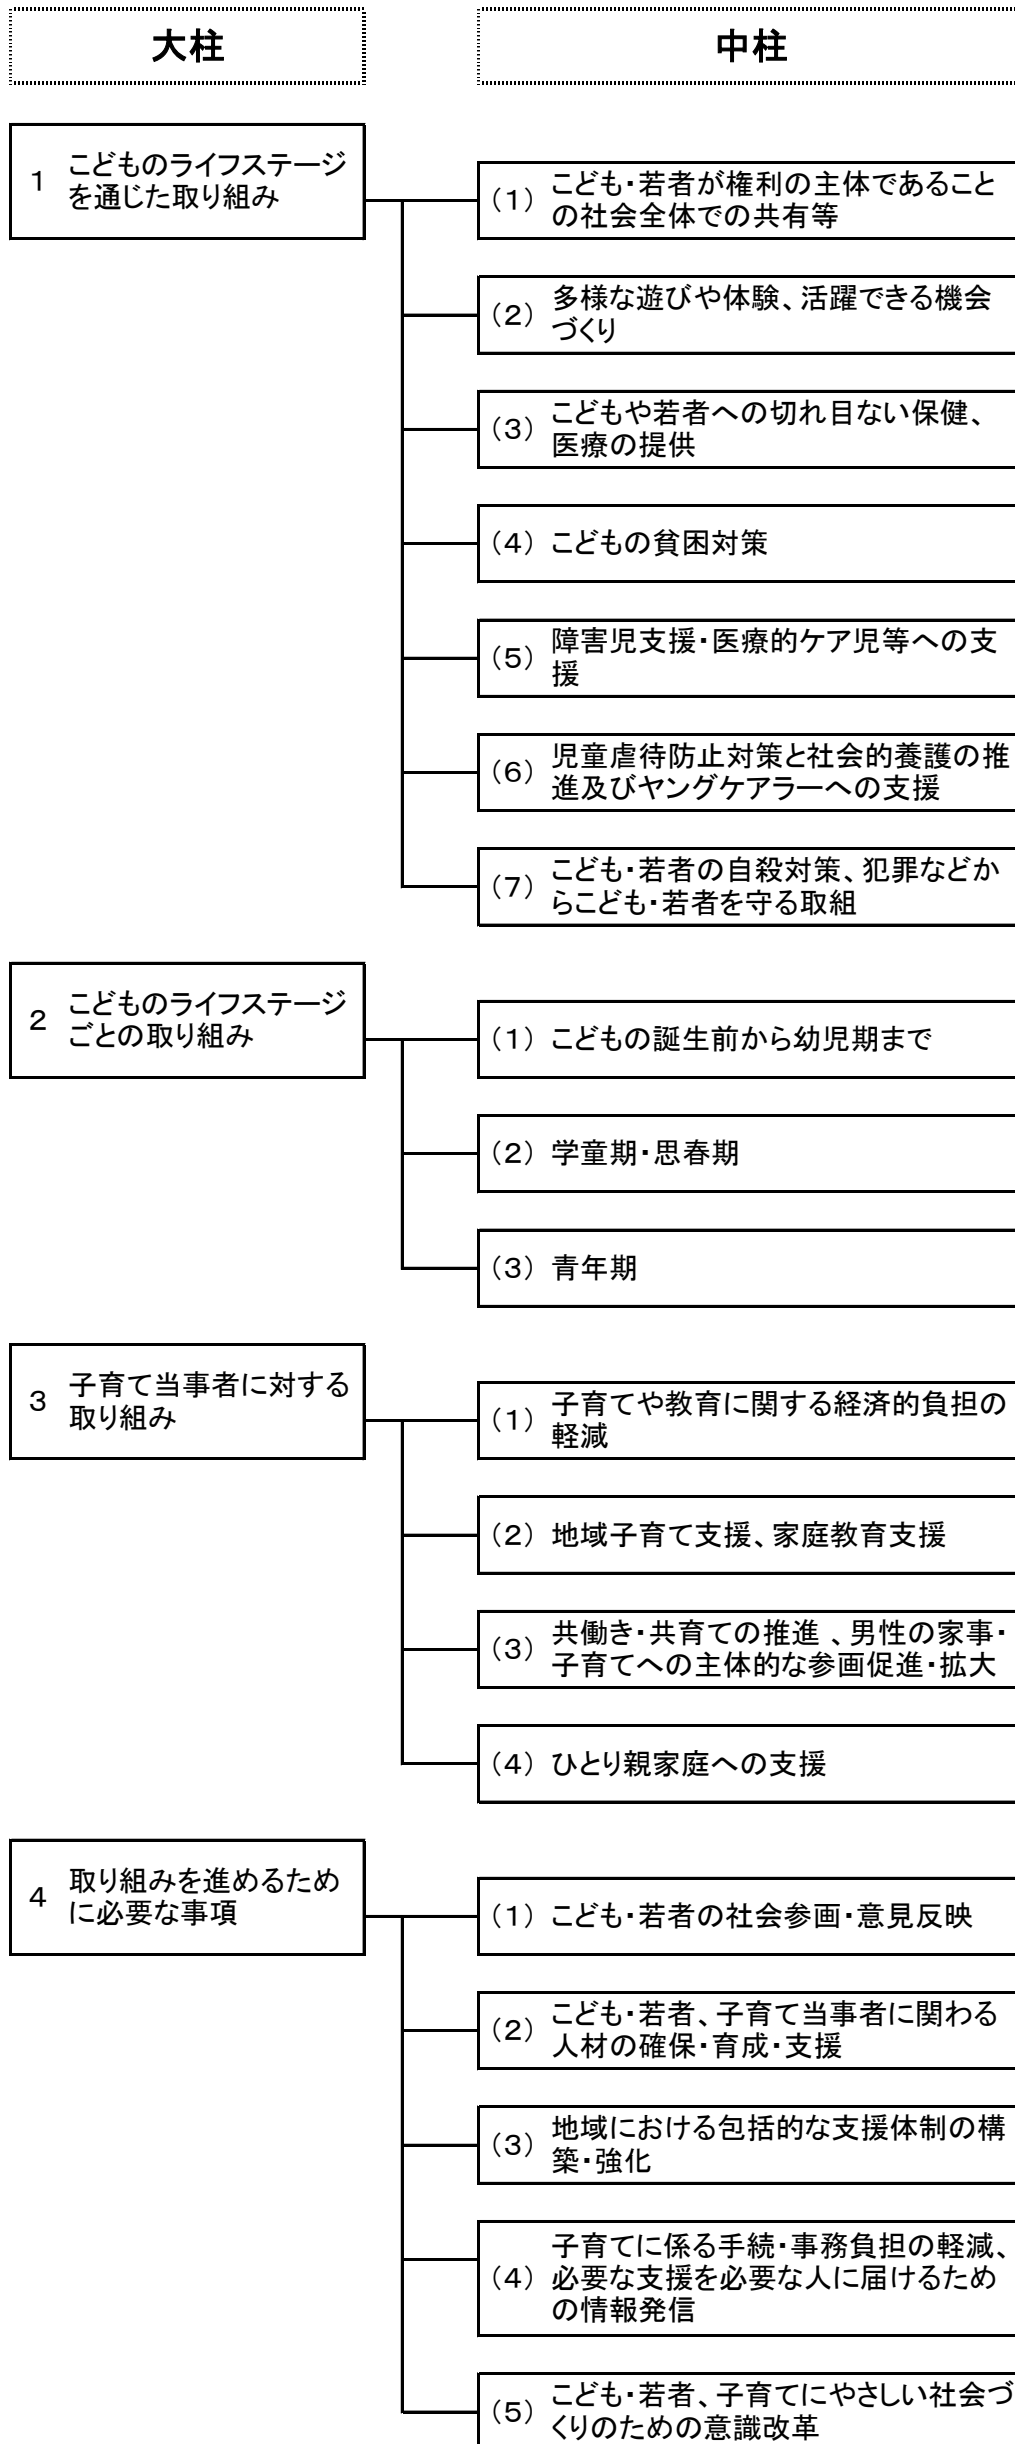 大柱
中柱
1 こどものライフステージ
を通じた取り組み
（1） こども・若者が権利の主体であること
の社会全体での共有等
（2） 多様な遊びや体験、活躍できる機会
づくり
（3） こどもや若者への切れ目ない保健、
医療の提供
（4） こどもの貧困対策
（5） 障害児支援・医療的ケア児等への支
援
（6） 児童虐待防止対策と社会的養護の推
進及びヤングケアラーへの支援
（7） こども・若者の自殺対策、犯罪などか
らこども・若者を守る取組
2 こどものライフステージ
ごとの取り組み
（1） こどもの誕生前から幼児期まで
（2） 学童期・思春期
（3） 青年期
3 子育て当事者に対する
取り組み
（1） 子育てや教育に関する経済的負担の
軽減
（2） 地域子育て支援、家庭教育支援
（3） 共働き・共育ての推進 、男性の家事・
子育てへの主体的な参画促進・拡大
（4） ひとり親家庭への支援
4 取り組みを進めるため
に必要な事項
（1） こども・若者の社会参画・意見反映
（2） こども・若者、子育て当事者に関わる
人材の確保・育成・支援
（3） 地域における包括的な支援体制の構
築・強化
（4） 子育てに係る手続・事務負担の軽減、
必要な支援を必要な人に届けるため
の情報発信
（5） こども・若者、子育てにやさしい社会づ
くりのための意識改革